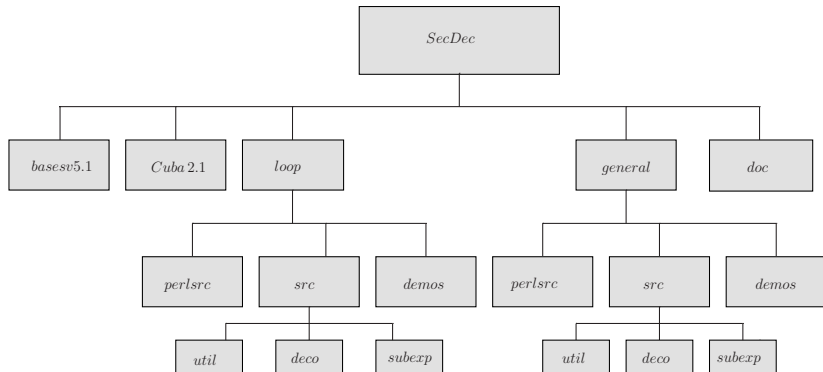 SecDec
basesv5.1
Cuba 2.1
loop
general
doc
perlsrc
src
demos
perlsrc
src
demos
util
deco
subexp
util
deco
subexp